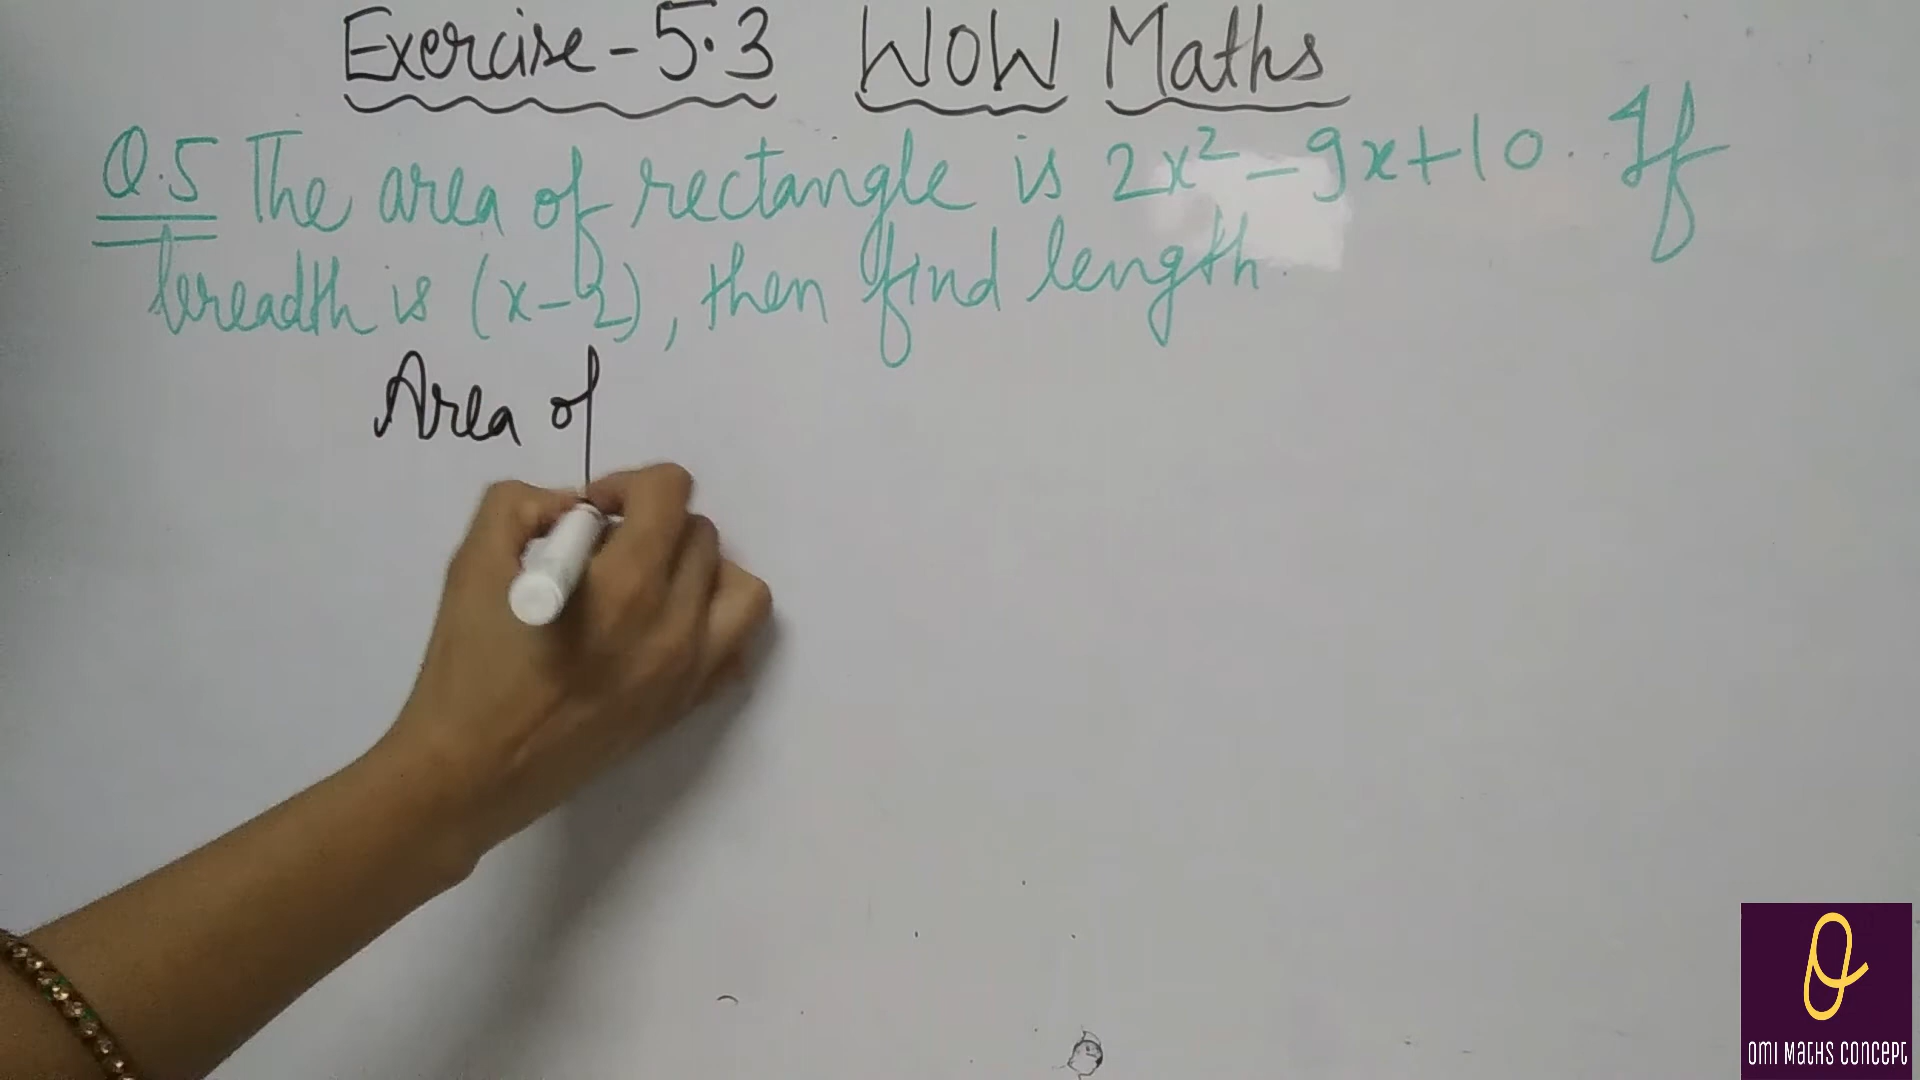 Exercise-5.3 WOW Maths
Q.5 The area of rectangle is 2x²-9x+10. If
breadth is (x-2), then find length.
Area of
OMI MATHS CONCEPT